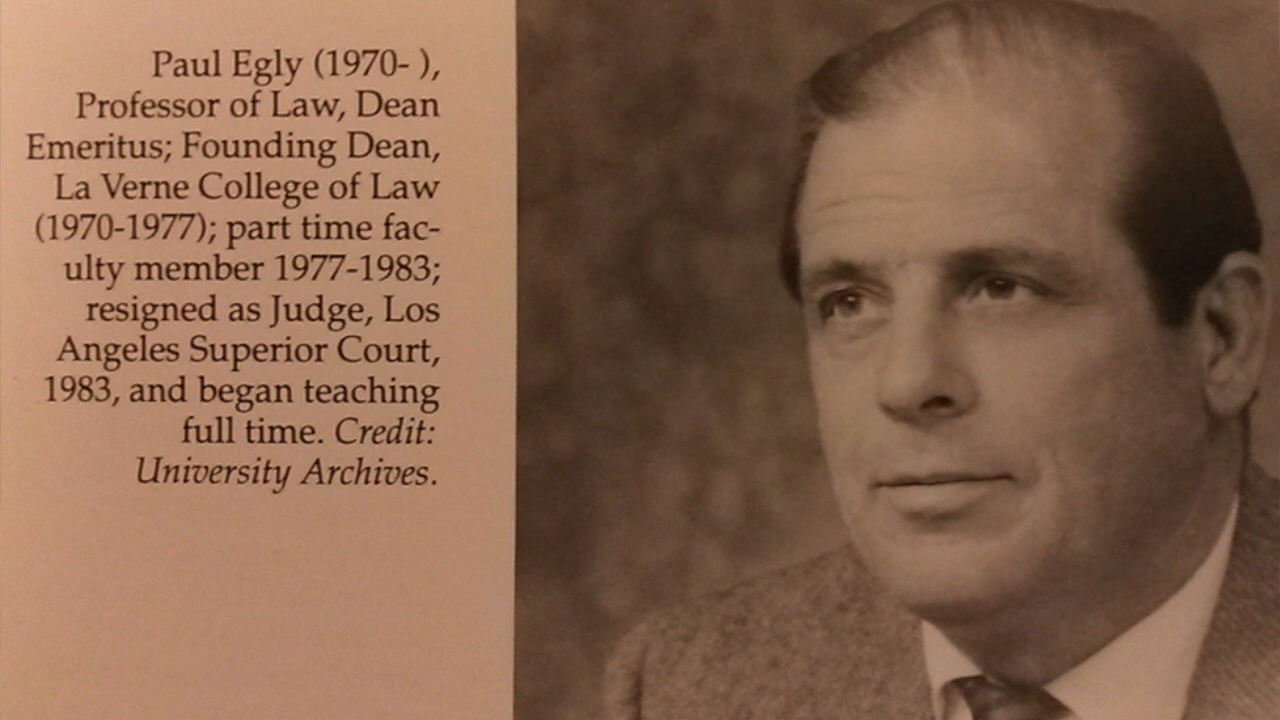 Paul Egly (1970- ),
Professor of Law, Dean
Emeritus; Founding Dean,
La Verne College of Law
(1970-1977); part time fac-
ulty member 1977-1983;
resigned as Judge, Los
Angeles Superior Court,
1983, and began teaching
full time. Credit:
University Archives.